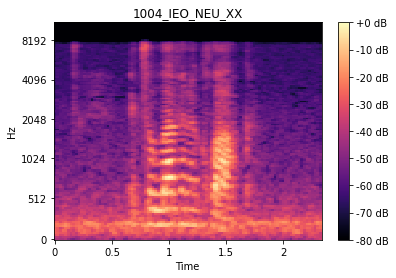 1004_IEO_NEU_XX
8192
4096
2048
1024
512
0
Hz
0 0.5 1 1.5 2
Time
+0 dB
-10 dB
-20 dB
-30 dB
-40 dB
-50 dB
-60 dB
-70 dB
-80 dB